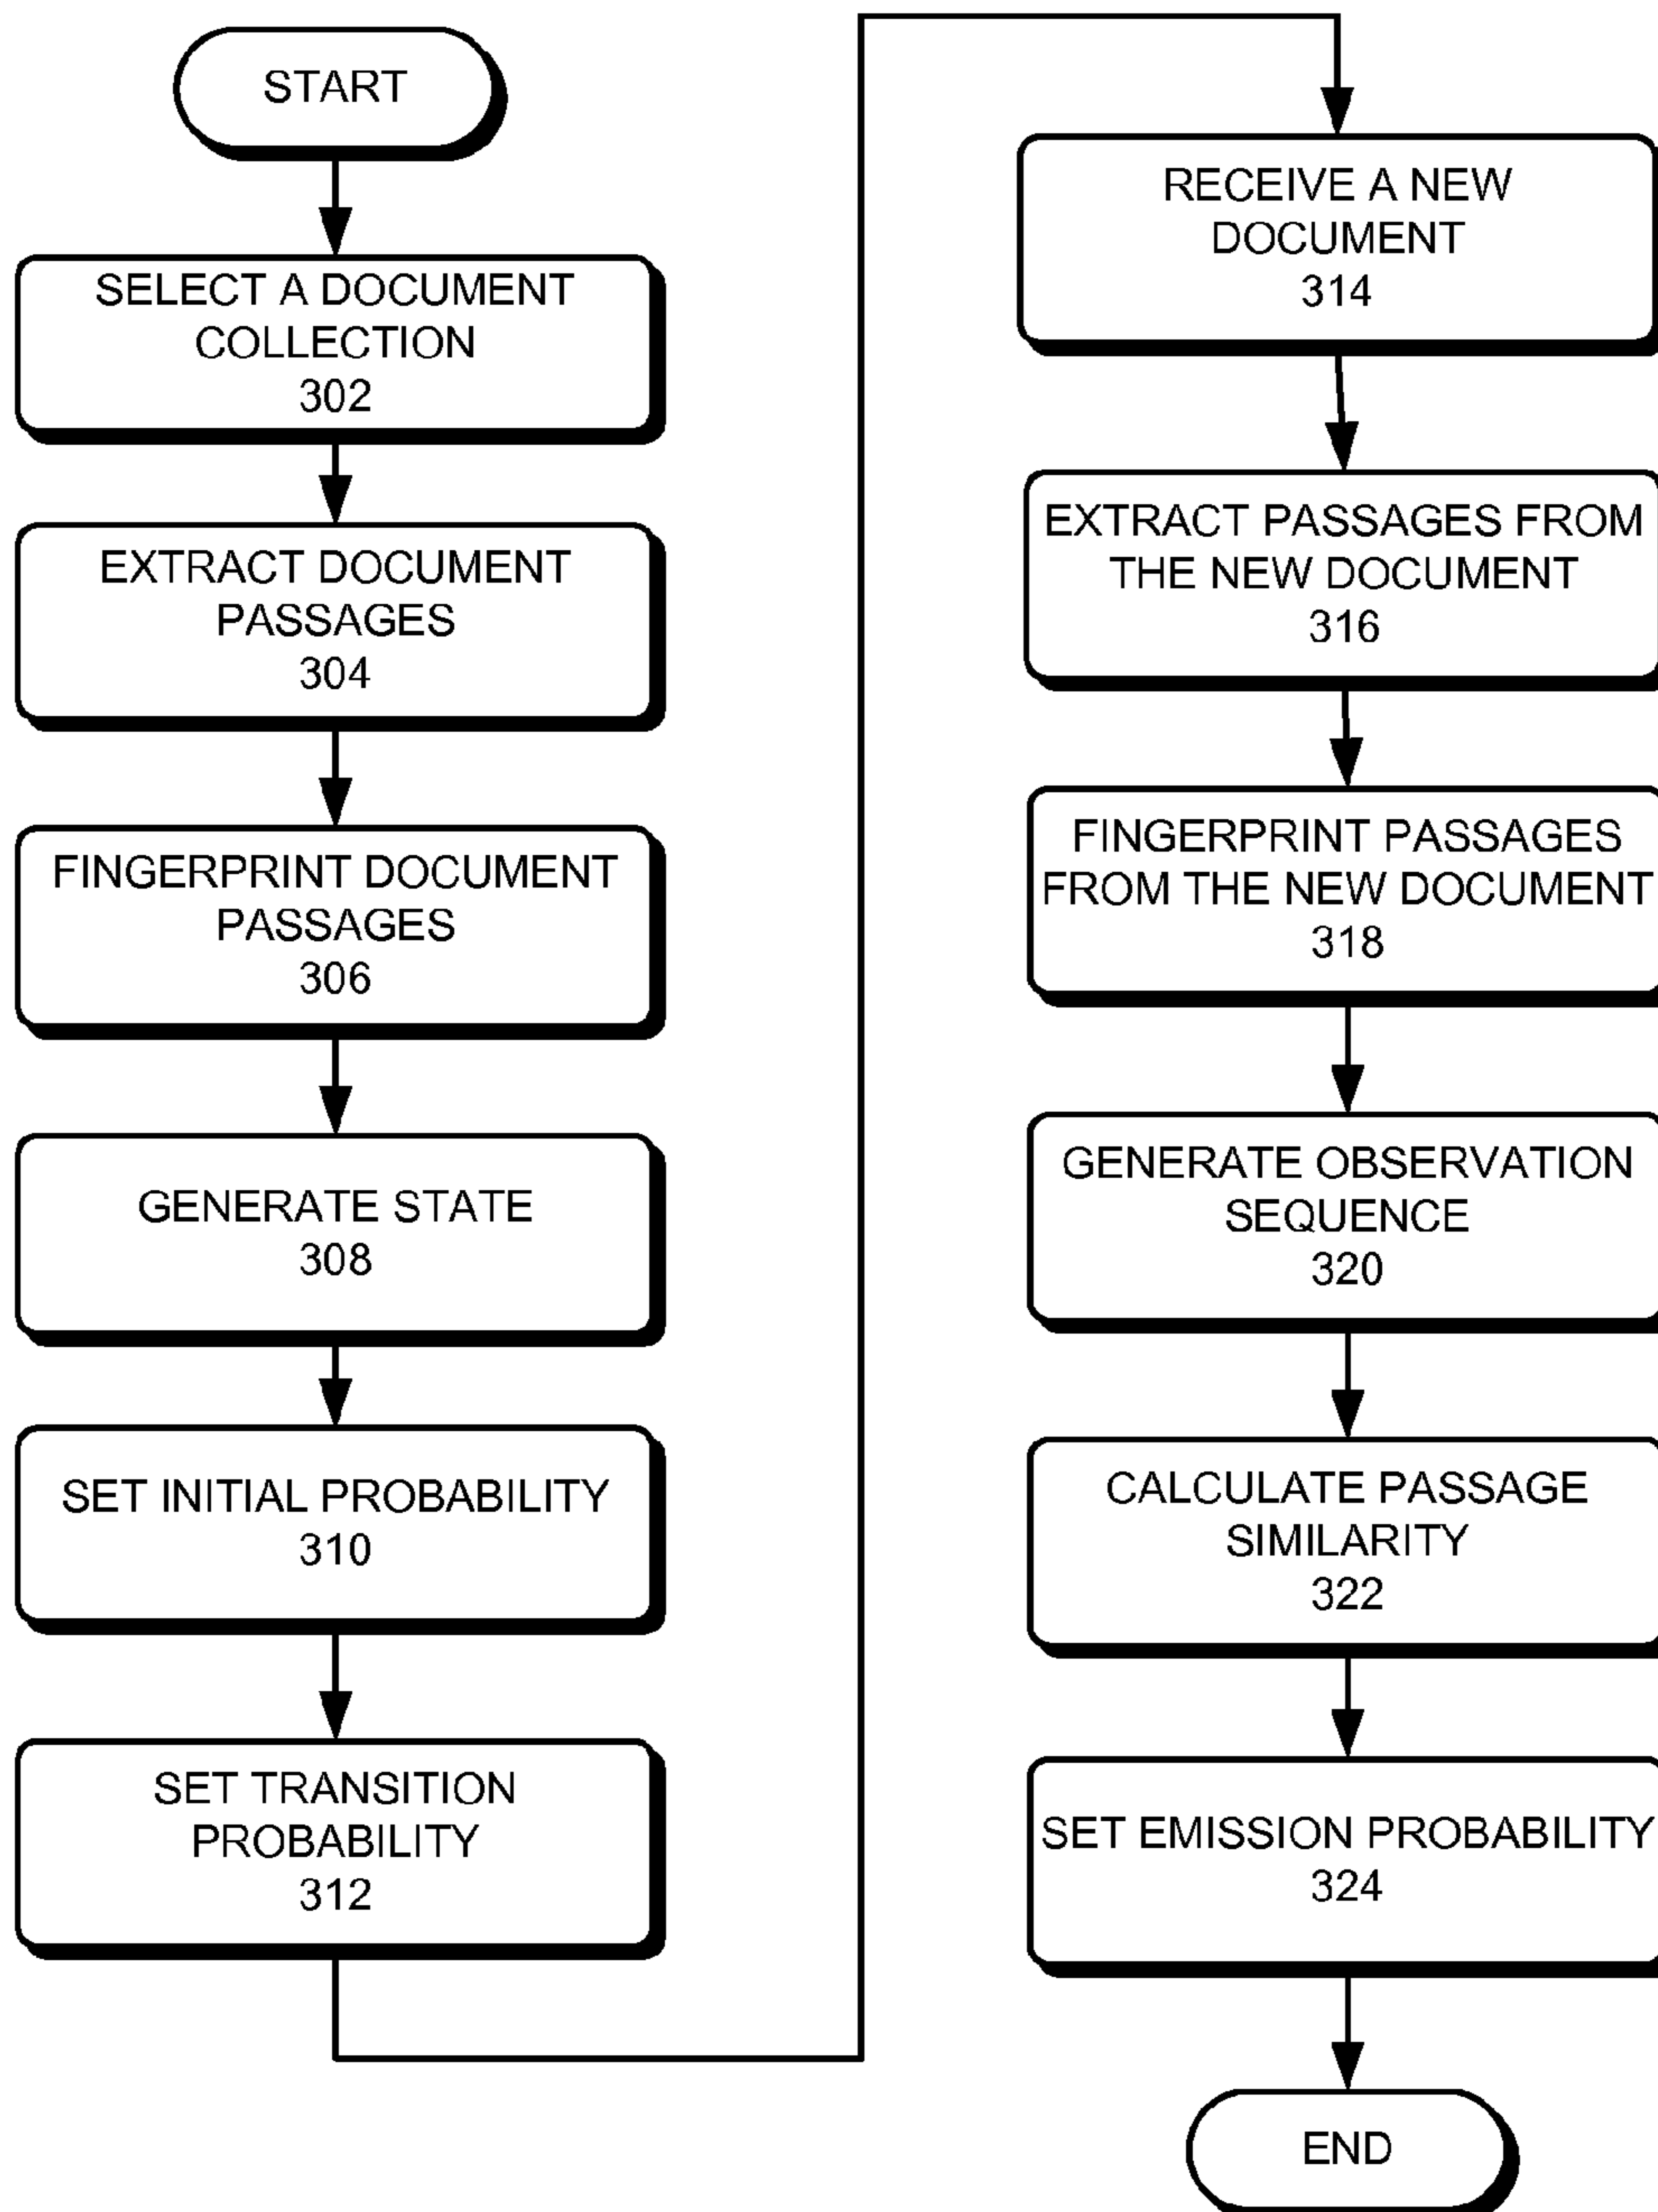 START
SELECT A DOCUMENT
COLLECTION
302
EXTRACT DOCUMENT
PASSAGES
304
FINGERPRINT DOCUMENT
PASSAGES
306
GENERATE STATE
308
SET INITIAL PROBABILITY
310
SET TRANSITION
PROBABILITY
312
RECEIVE A NEW
DOCUMENT
314
EXTRACT PASSAGES FROM
THE NEW DOCUMENT
316
FINGERPRINT PASSAGES
FROM THE NEW DOCUMENT
318
GENERATE OBSERVATION
SEQUENCE
320
CALCULATE PASSAGE
SIMILARITY
322
SET EMISSION PROBABILITY
324
END